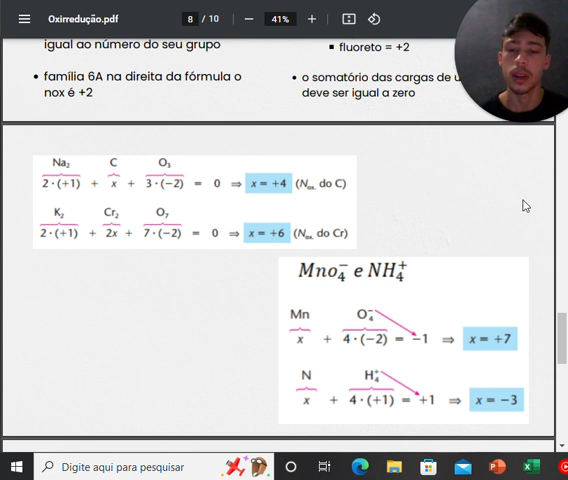 Oxirredução.pdf
8 / 10
41%
igual ao número do seu grupo
família 6A na direita da fórmula o
nox é +2
fluoreto = +2
o somatório das cargas de
deve ser igual a zero
Na₂ C O₃
2 · (+1) + x + 3 · (−2) = 0 ⇒ x = +4 (Nox. do C)
K₂ Cr₂ O₇
2 · (+1) + 2x + 7 · (−2) = 0 ⇒ x = +6 (Nox. do Cr)
Mno₄⁻ e NH₄⁺
Mn O₄⁻
x + 4 · (−2) = −1 ⇒ x = +7
N H₄⁺
x + 4 · (+1) = +1 ⇒ x = −3
Digite aqui para pesquisar